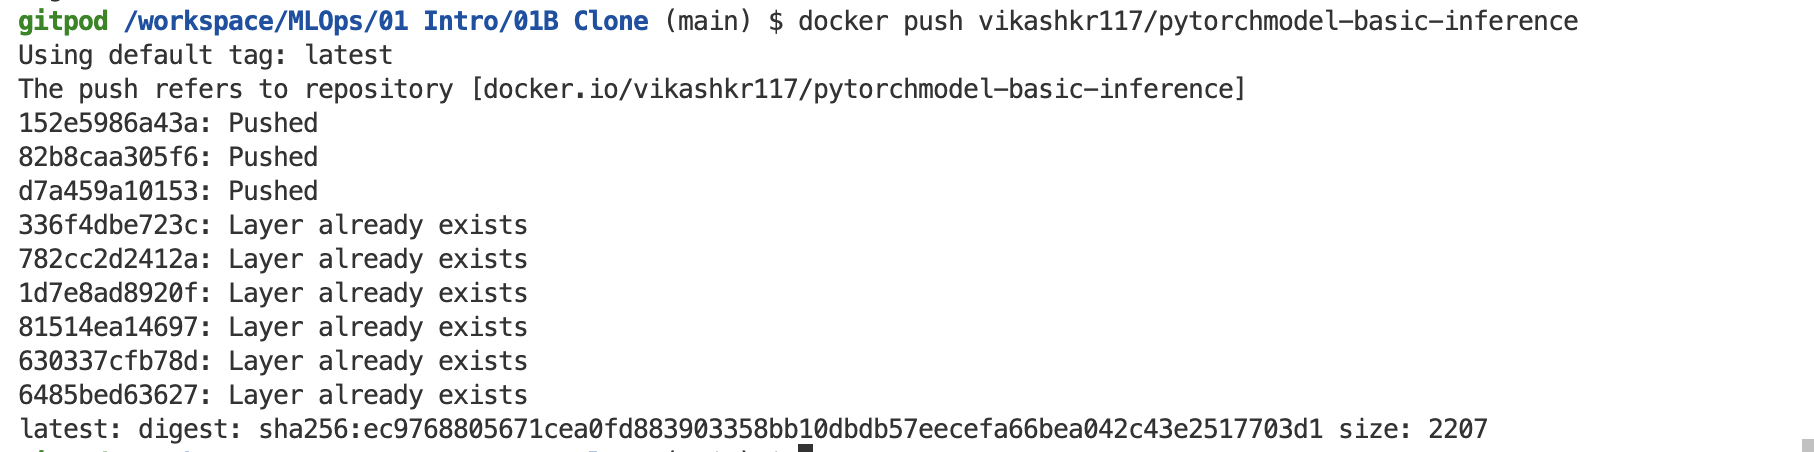 gitpod /workspace/MLOps/01 Intro/01B Clone (main) $ docker push vikashkr117/pytorchmodel-basic-inference
Using default tag: latest
The push refers to repository [docker.io/vikashkr117/pytorchmodel-basic-inference]
152e5986a43a: Pushed
82b8caa305f6: Pushed
d7a459a10153: Pushed
336f4dbe723c: Layer already exists
782cc2d2412a: Layer already exists
1d7e8ad8920f: Layer already exists
81514ea14697: Layer already exists
630337cfb78d: Layer already exists
6485bed63627: Layer already exists
latest: digest: sha256:ec9768805671cea0fd883903358bb10dbdb57eecefa66bea042c43e2517703d1 size: 2207